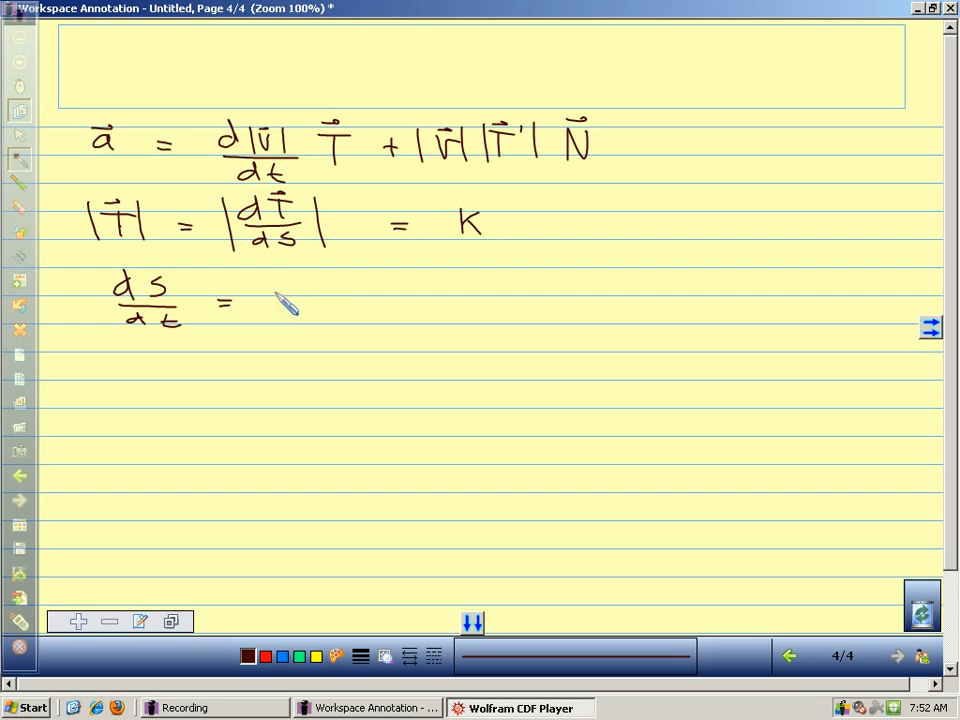 Workspace Annotation - Untitled, Page 4/4 (Zoom 100%) *
a⃗ = d|v⃗|/dt T⃗ + |v⃗||T⃗'| N⃗
|T⃗| = |dT⃗/ds| = K
ds/dt =
4/4
Start Recording Workspace Annotation - ... Wolfram CDF Player 7:52 AM